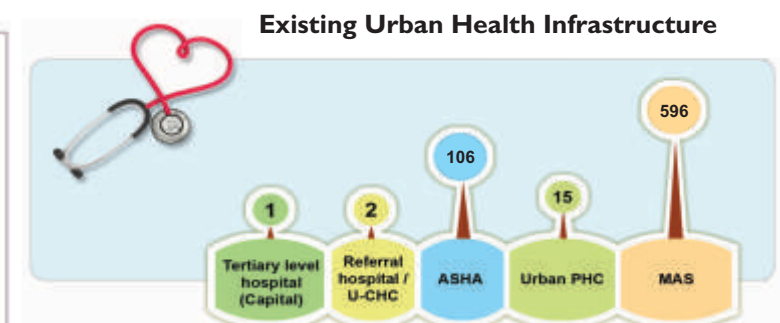 Existing Urban Health Infrastructure
596
106
15
1
2
Tertiary level
hospital
(Capital)
Referral
hospital /
U-CHC
ASHA
Urban PHC
MAS